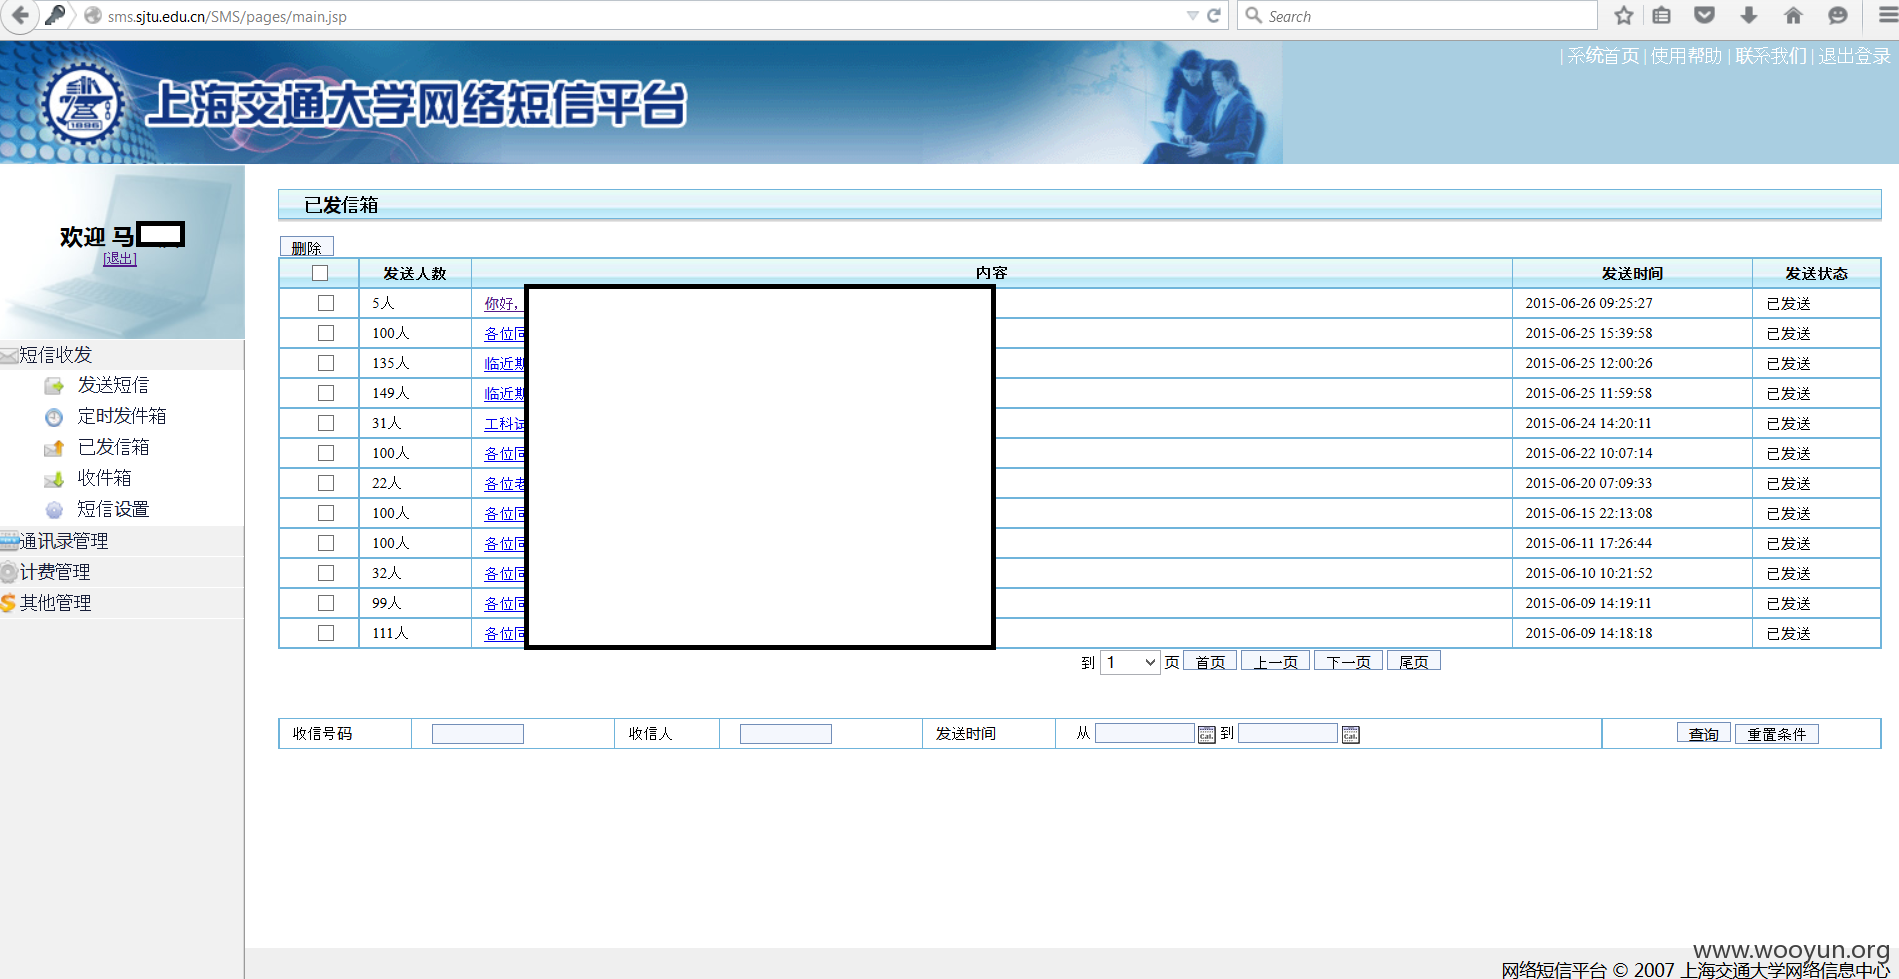 sms.sjtu.edu.cn/SMS/pages/main.jsp
Search
| 系统首页 | 使用帮助 | 联系我们 | 退出登录
1896
上海交通大学网络短信平台
欢迎 马
[退出]
短信收发
发送短信
定时发件箱
已发信箱
收件箱
短信设置
通讯录管理
计费管理
其他管理
已发信箱
删除
发送人数 内容 发送时间 发送状态
5人 你好, 2015-06-26 09:25:27 已发送
100人 各位同 2015-06-25 15:39:58 已发送
135人 临近期 2015-06-25 12:00:26 已发送
149人 临近期 2015-06-25 11:59:58 已发送
31人 工科试 2015-06-24 14:20:11 已发送
100人 各位同 2015-06-22 10:07:14 已发送
22人 各位老 2015-06-20 07:09:33 已发送
100人 各位同 2015-06-15 22:13:08 已发送
100人 各位同 2015-06-11 17:26:44 已发送
32人 各位同 2015-06-10 10:21:52 已发送
99人 各位同 2015-06-09 14:19:11 已发送
111人 各位同 2015-06-09 14:18:18 已发送
到 1 页 首页 上一页 下一页 尾页
收信号码 收信人 发送时间 从 到 查询 重置条件
www.wooyun.org
网络短信平台 © 2007 上海交通大学网络信息中心